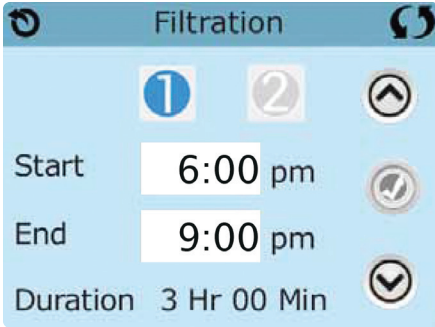 Filtration
1 2
Start 6:00 pm
End 9:00 pm
Duration 3 Hr 00 Min